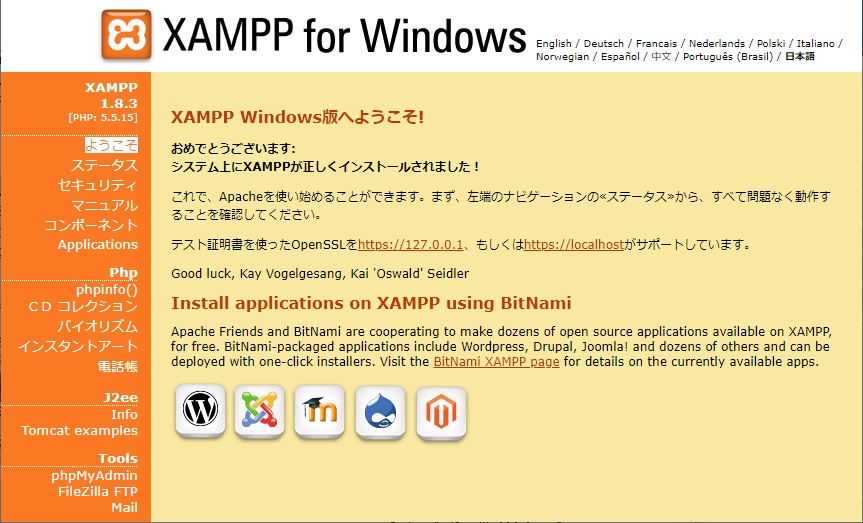 XAMPP for Windows
English / Deutsch / Francais / Nederlands / Polski / Italiano /
Norwegian / Español / 中文 / Português (Brasil) / 日本語
XAMPP
1.8.3
[PHP: 5.5.15]
ようこそ
ステータス
セキュリティ
マニュアル
コンポーネント
Applications
Php
phpinfo()
ＣＤ コレクション
バイオリズム
インスタントアート
電話帳
J2ee
Info
Tomcat examples
Tools
phpMyAdmin
FileZilla FTP
Mail
XAMPP Windows版へようこそ!
おめでとうございます:
システム上にXAMPPが正しくインストールされました！
これで、Apacheを使い始めることができます。まず、左端のナビゲーションの«ステータス»から、すべて問題なく動作す
ることを確認してください。
テスト証明書を使ったOpenSSLをhttps://127.0.0.1、もしくはhttps://localhostがサポートしています。
Good luck, Kay Vogelgesang, Kai 'Oswald' Seidler
Install applications on XAMPP using BitNami
Apache Friends and BitNami are cooperating to make dozens of open source applications available on XAMPP,
for free. BitNami-packaged applications include Wordpress, Drupal, Joomla! and dozens of others and can be
deployed with one-click installers. Visit the BitNami XAMPP page for details on the currently available apps.